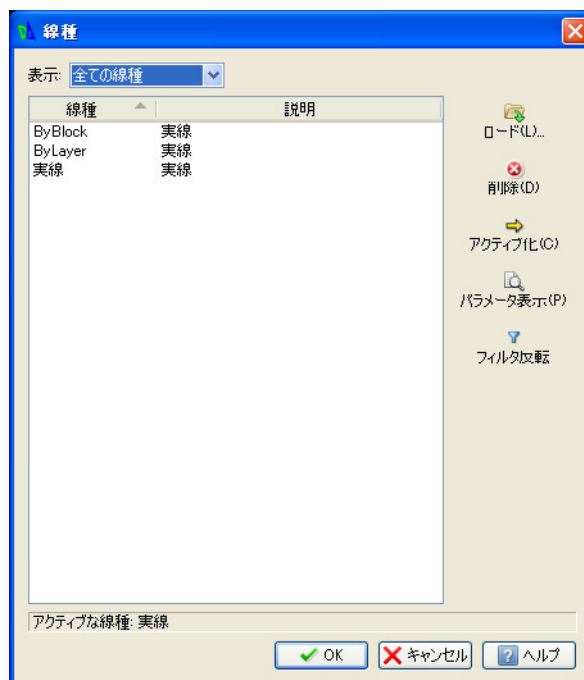 線種
表示: 全ての線種
線種 説明
ByBlock 実線
ByLayer 実線
実線 実線
ロード(L)...
削除(D)
アクティブ化(C)
パラメータ表示(P)
フィルタ反転
アクティブな線種: 実線
OK キャンセル ヘルプ